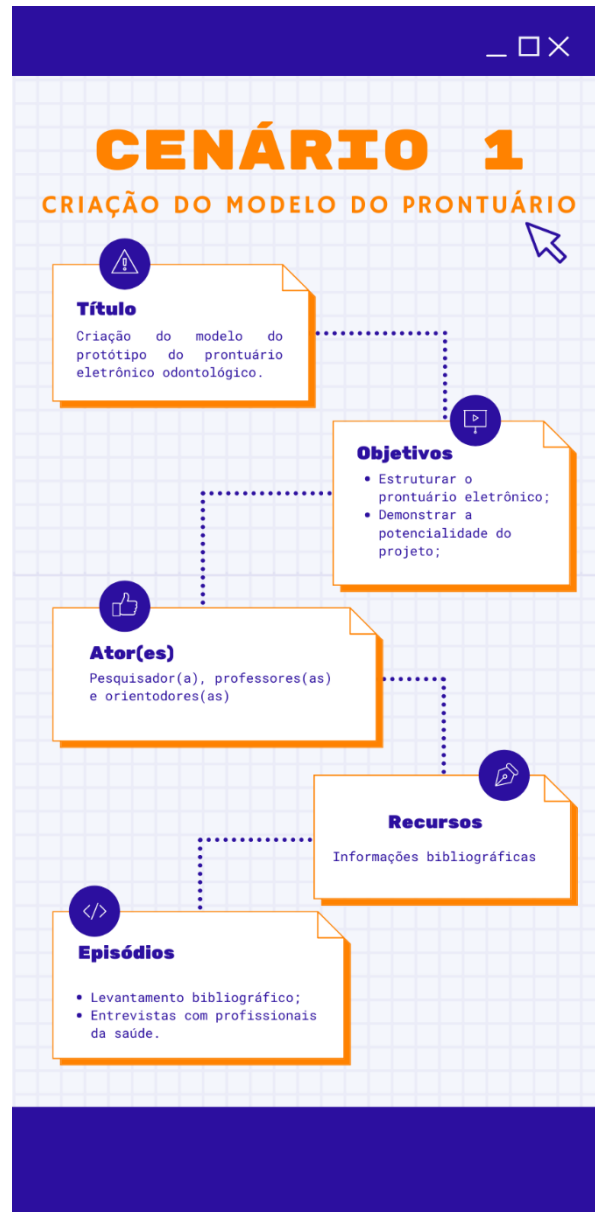 CENÁRIO 1
CRIAÇÃO DO MODELO DO PRONTUÁRIO
Título
Criação do modelo do
protótipo do prontuário
eletrônico odontológico.
Objetivos
• Estruturar o
prontuário eletrônico;
• Demonstrar a
potencialidade do
projeto;
Ator(es)
Pesquisador(a), professores(as)
e orientodores(as)
Recursos
Informações bibliográficas
</>
Episódios
• Levantamento bibliográfico;
• Entrevistas com profissionais
da saúde.